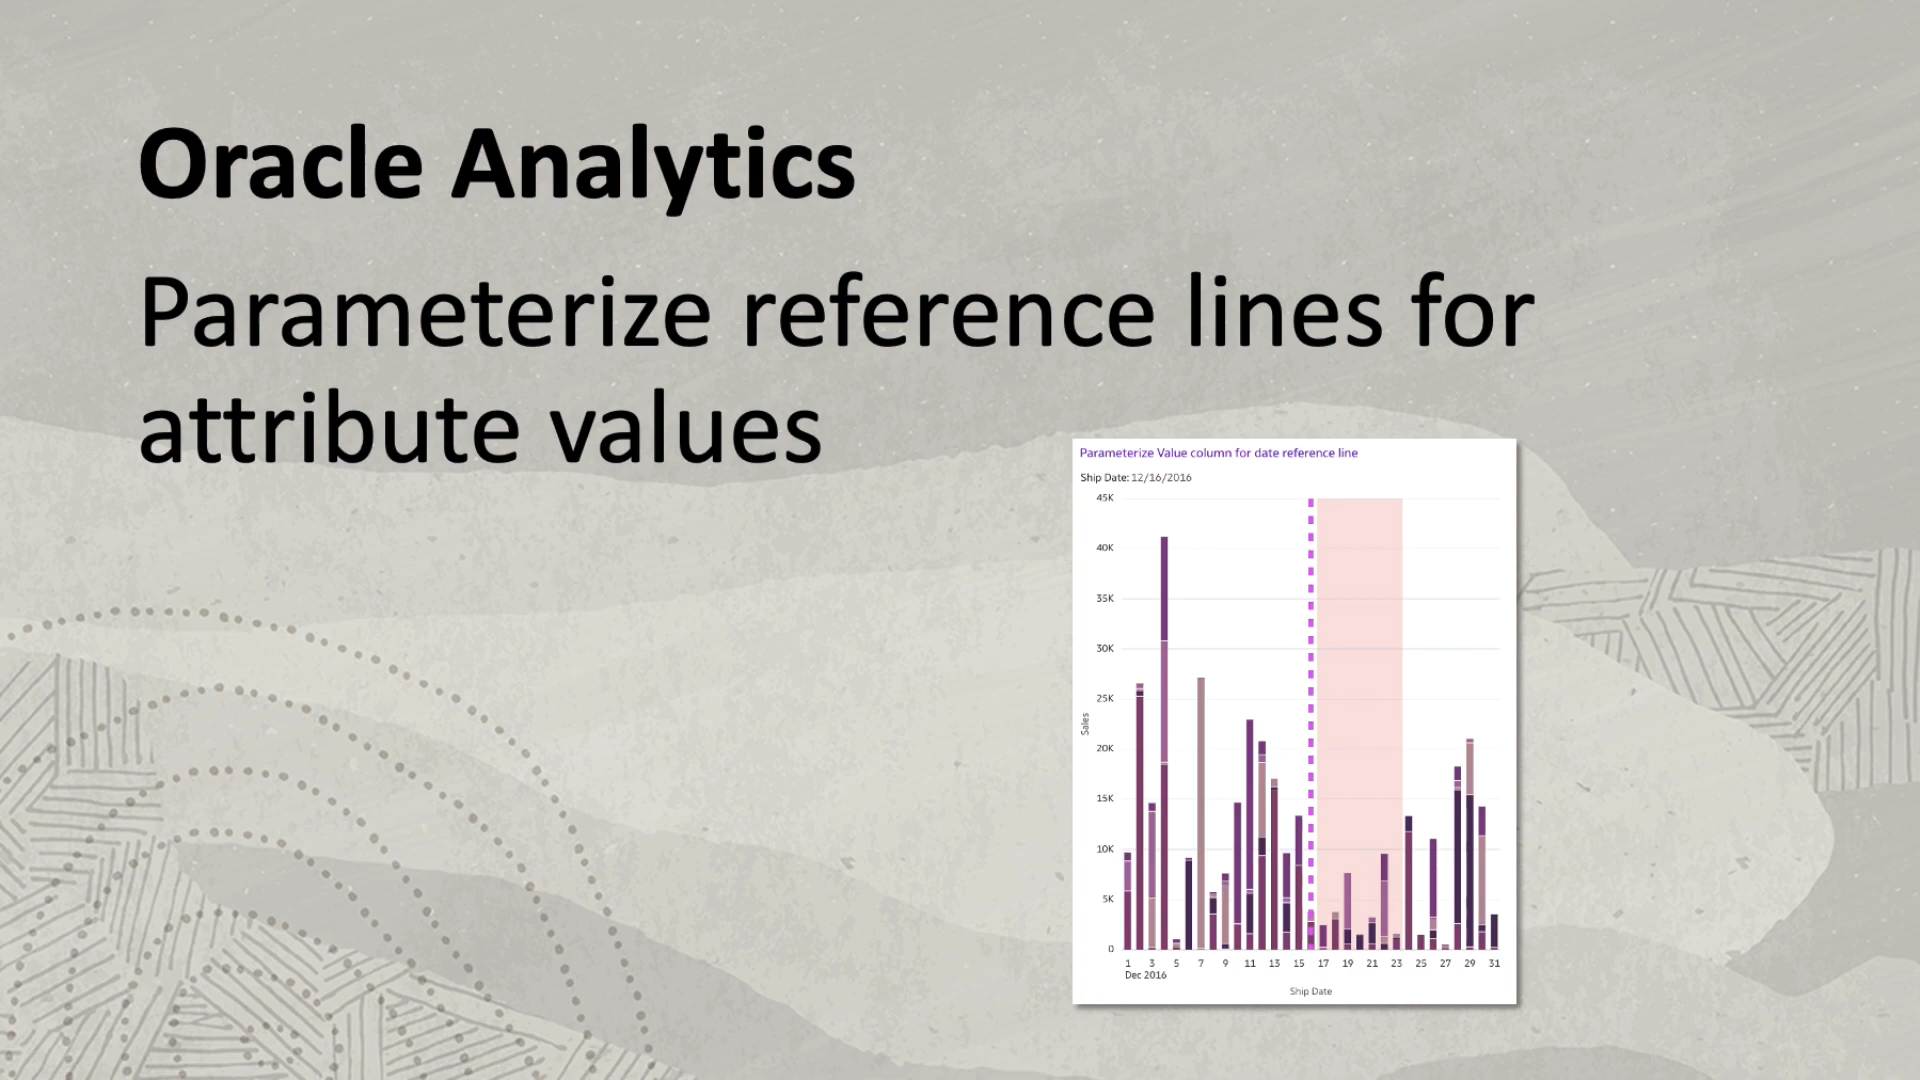 Oracle Analytics
Parameterize reference lines for
attribute values
Parameterize Value column for date reference line
Ship Date: 12/16/2016
45K
40K
35K
30K
25K
20K
15K
10K
5K
0
Sales
1 3 5 7 9 11 13 15 17 19 21 23 25 27 29 31
Dec 2016
Ship Date